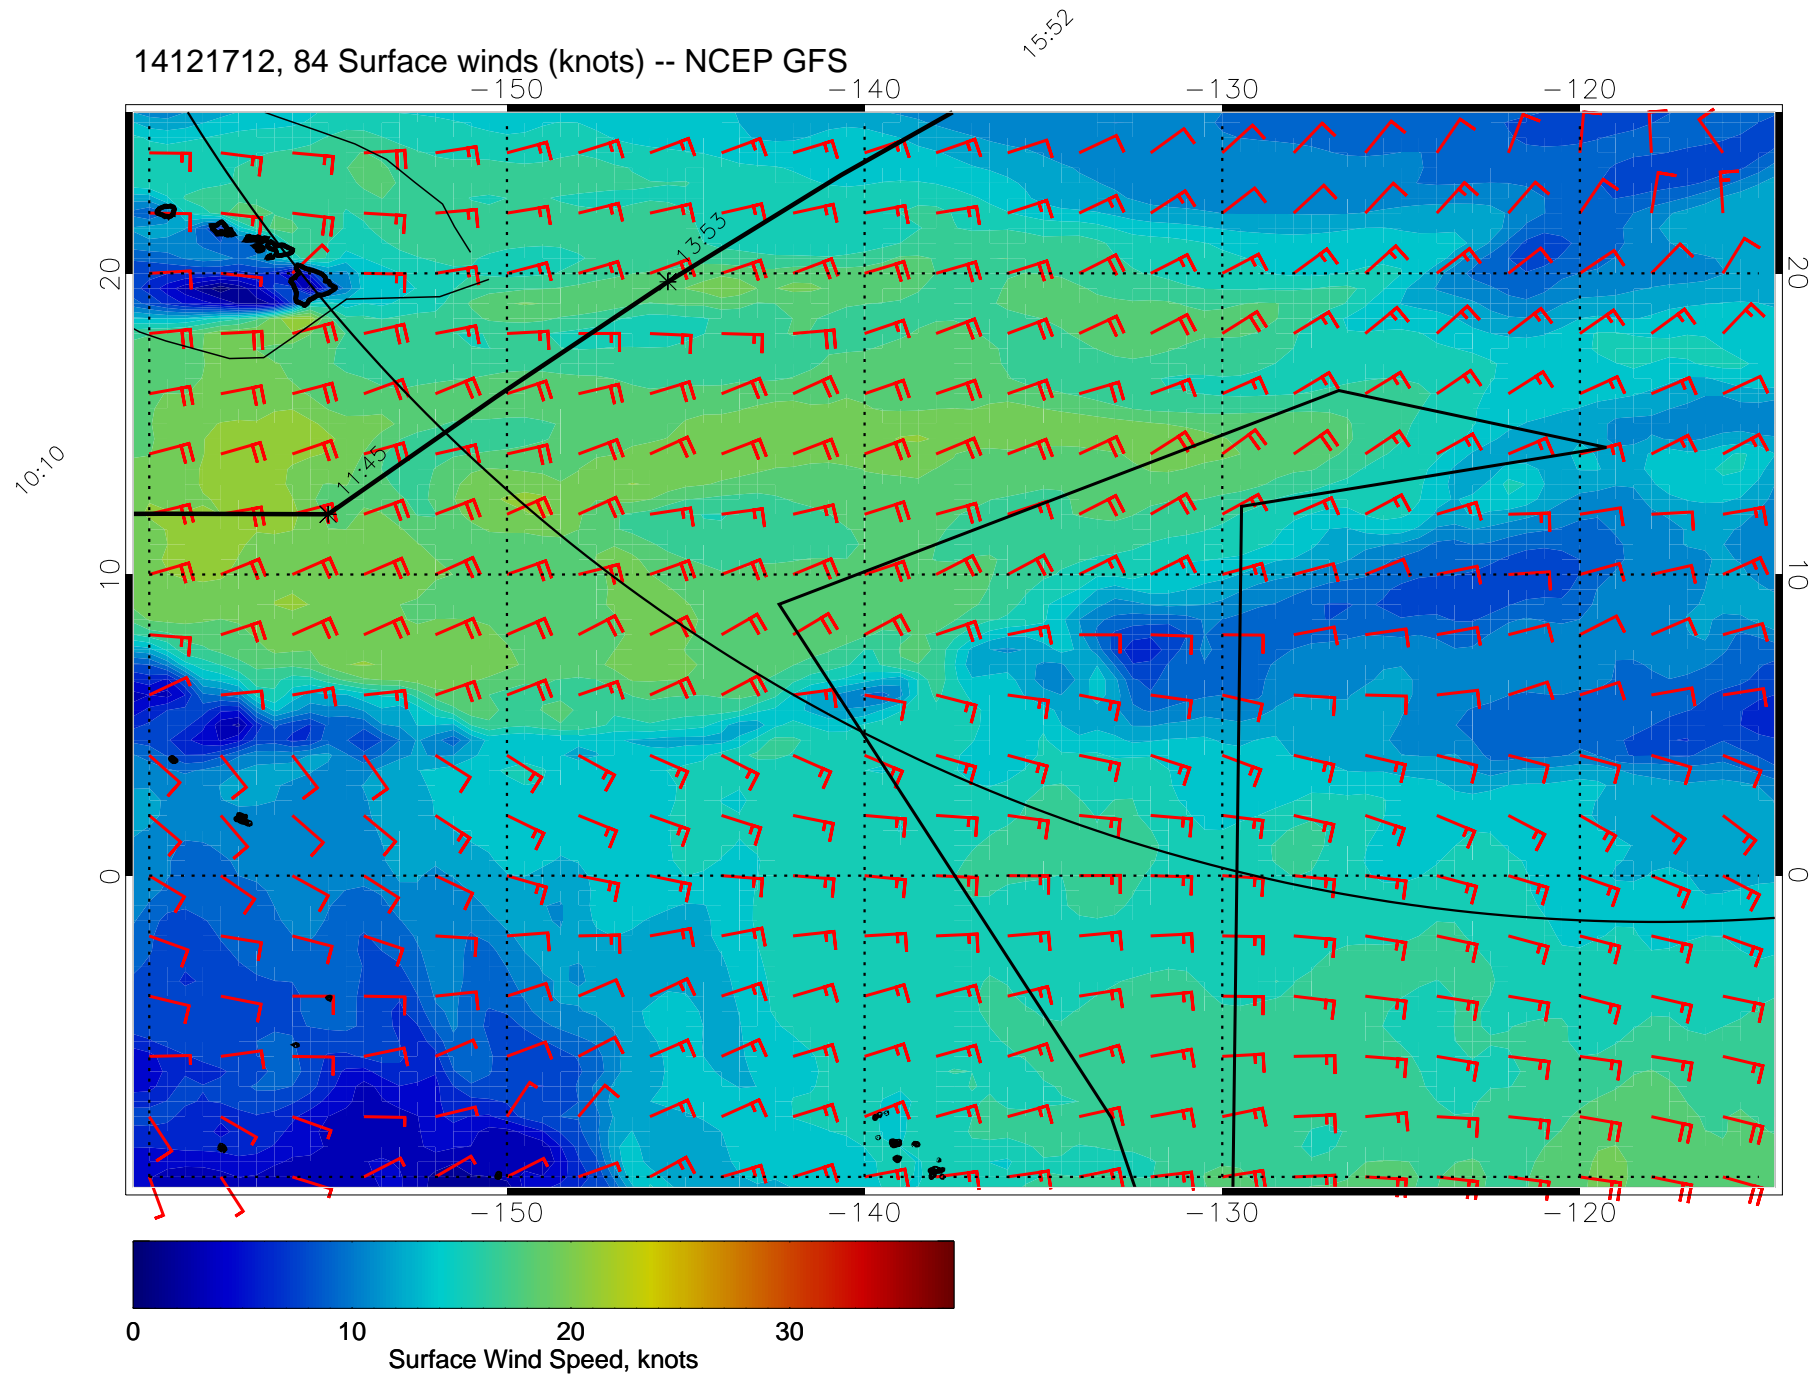 15:52
14121712, 84 Surface winds (knots) -- NCEP GFS
-150 -140 -130 -120
13:53
20 20
11:45
10:10
10 10
0 0
-150 -140 -130 -120
0 10 20 30
Surface Wind Speed, knots